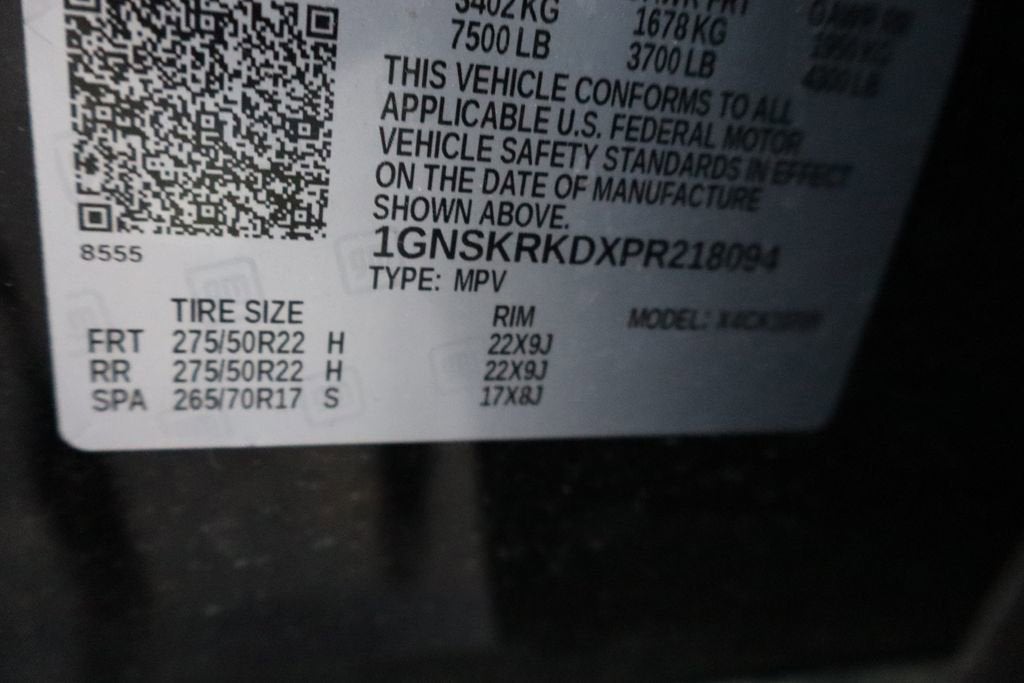 3402 KG
7500 LB
1678 KG
3700 LB
THIS VEHICLE CONFORMS TO ALL
APPLICABLE U.S. FEDERAL MOTOR
VEHICLE SAFETY STANDARDS IN EFFECT
ON THE DATE OF MANUFACTURE
SHOWN ABOVE.
1GNSKRKDXPR218094
8555
TYPE: MPV
TIRE SIZE RIM MODEL:
FRT 275/50R22 H 22X9J
RR 275/50R22 H 22X9J
SPA 265/70R17 S 17X8J